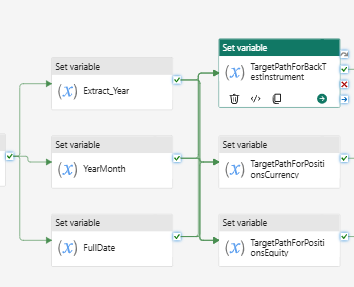 Set variable
TargetPathForBackT
estInstrument
Set variable
(x) Extract_Year
Set variable
(x) YearMonth
Set variable
TargetPathForPositi
onsCurrency
Set variable
(x) FullDate
Set variable
TargetPathForPositi
onsEquity